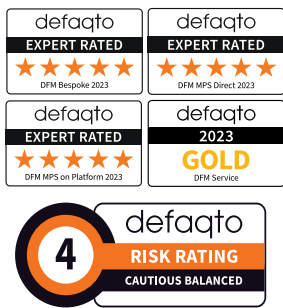 defaqto
EXPERT RATED
DFM Bespoke 2023
defaqto
EXPERT RATED
DFM MPS Direct 2023
defaqto
EXPERT RATED
DFM MPS on Platform 2023
defaqto
2023
GOLD
DFM Service
4
defaqto
RISK RATING
CAUTIOUS BALANCED